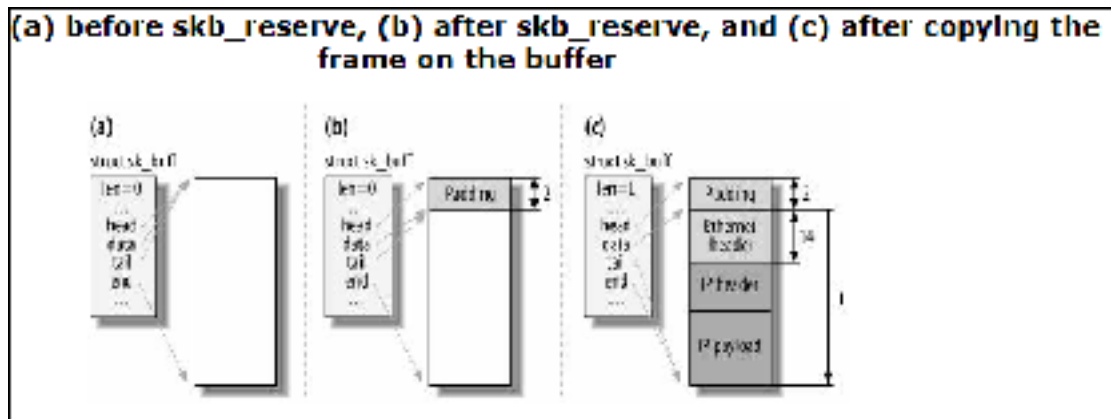 (a) before skb_reserve, (b) after skb_reserve, and (c) after copying the
frame on the buffer
(a)
struct sk_buff
len=0
...
head
data
tail
end
...
(b)
struct sk_buff
len=0
...
head
data
tail
end
...
Padding
2
(c)
struct sk_buff
len=L
...
head
data
tail
end
...
Padding
2
Ethernet
header
14
IP header
IP payload